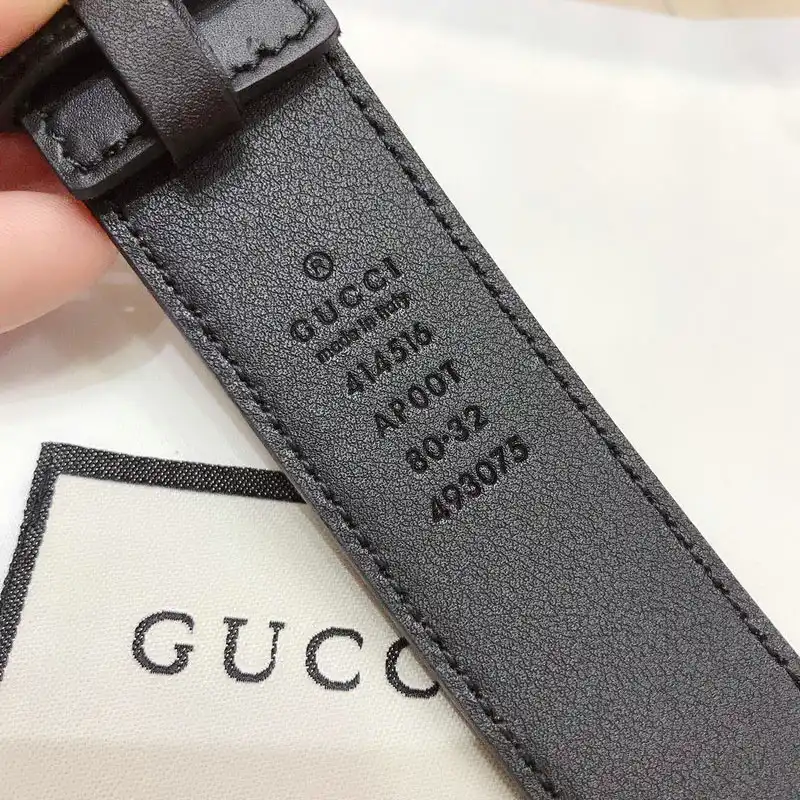 ®
GUCCI
made in Italy
414516
AP00T
80·32
493075
GUCC